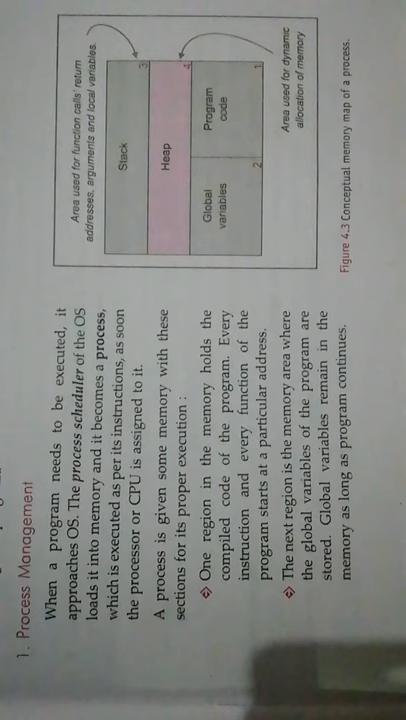 1. Process Management
When a program needs to be executed, it
approaches OS. The process scheduler of the OS
loads it into memory and it becomes a process,
which is executed as per its instructions, as soon
the processor or CPU is assigned to it.
A process is given some memory with these
sections for its proper execution :
One region in the memory holds the
compiled code of the program. Every
instruction and every function of the
program starts at a particular address.
The next region is the memory area where
the global variables of the program are
stored. Global variables remain in the
memory as long as program continues.
Area used for function calls' return
addresses, arguments and local variables.
Stack
3
Heap
4
Global
variables
2
Program
code
1
Area used for dynamic
allocation of memory
Figure 4.3 Conceptual memory map of a process.